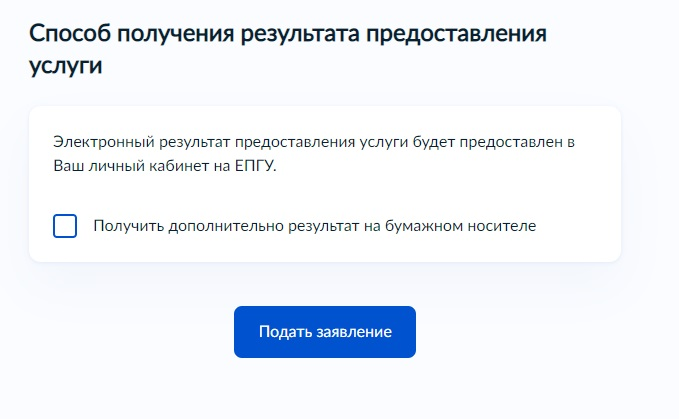 Способ получения результата предоставления
услуги
Электронный результат предоставления услуги будет предоставлен в
Ваш личный кабинет на ЕПГУ.
Получить дополнительно результат на бумажном носителе
Подать заявление